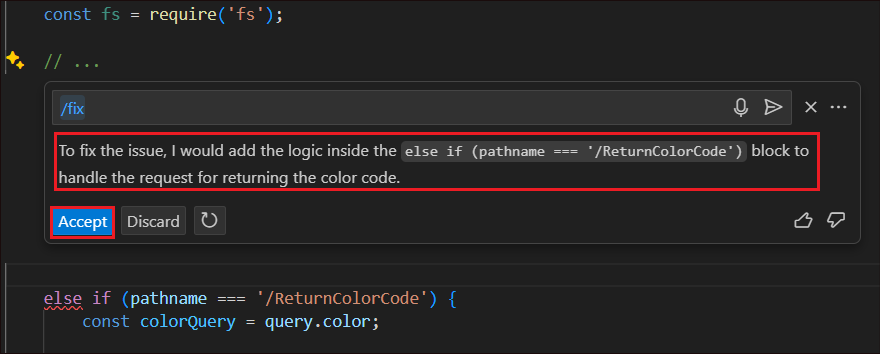 const fs = require('fs');
// ...
/fix
To fix the issue, I would add the logic inside the else if (pathname === '/ReturnColorCode') block to
handle the request for returning the color code.
Accept Discard
else if (pathname === '/ReturnColorCode') {
const colorQuery = query.color;